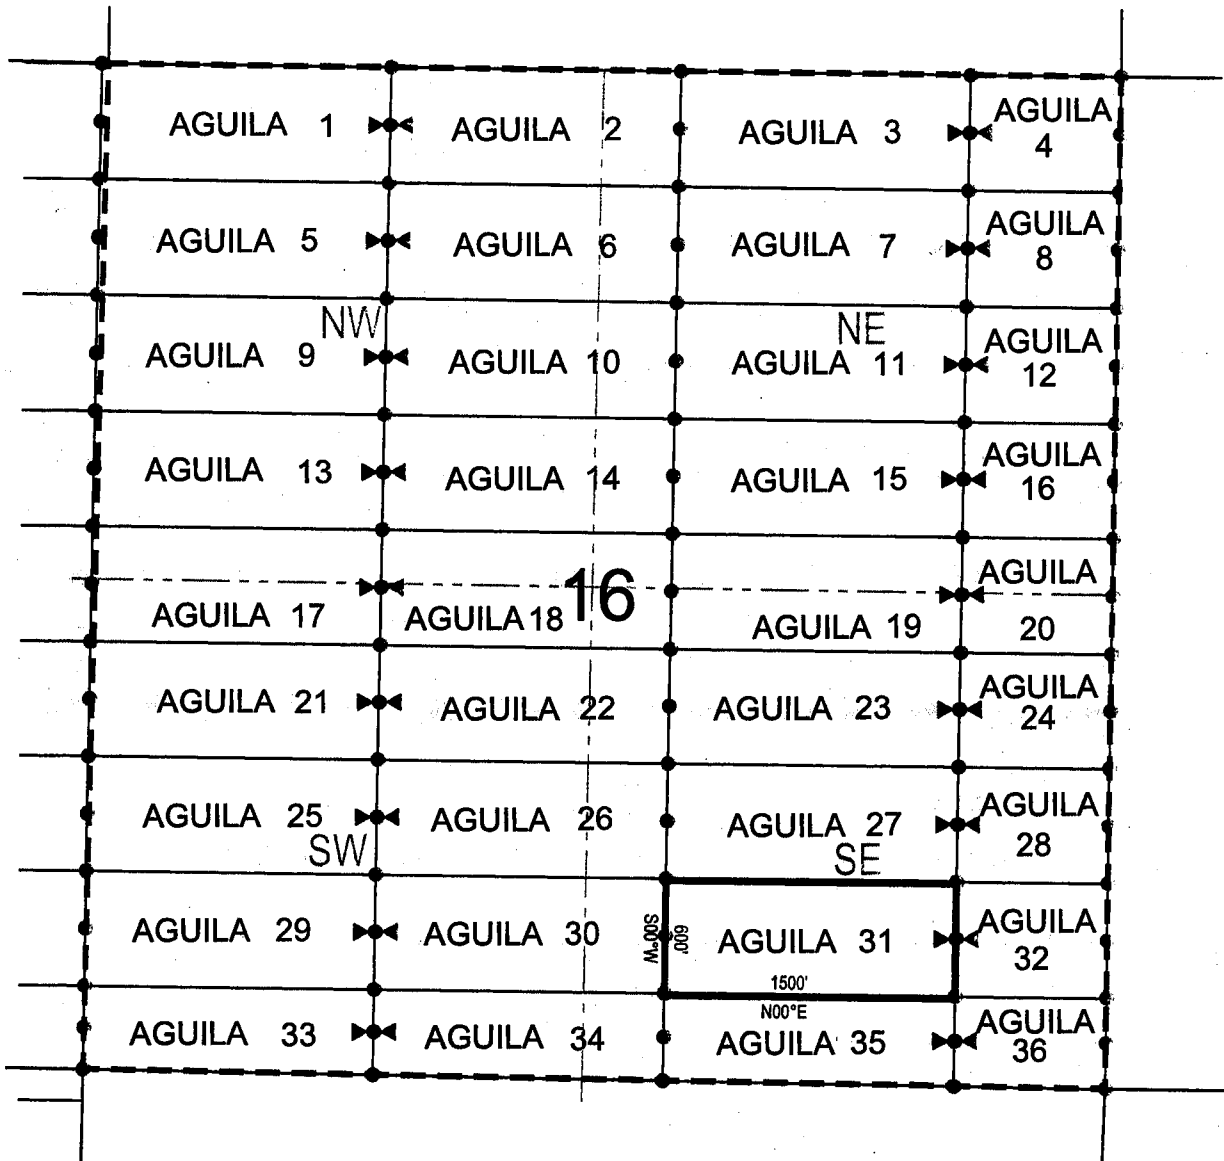 AGUILA 1
AGUILA 2
AGUILA 3
AGUILA
4
AGUILA 5
AGUILA 6
AGUILA 7
AGUILA
8
NW
NE
AGUILA 9
AGUILA 10
AGUILA 11
AGUILA
12
AGUILA 13
AGUILA 14
AGUILA 15
AGUILA
16
16
AGUILA 17
AGUILA 18
AGUILA 19
AGUILA
20
AGUILA 21
AGUILA 22
AGUILA 23
AGUILA
24
AGUILA 25
AGUILA 26
AGUILA 27
AGUILA
28
SW
SE
AGUILA 29
AGUILA 30
S00°W
600'
AGUILA 31
1500'
N00°E
AGUILA
32
AGUILA 33
AGUILA 34
AGUILA 35
AGUILA
36